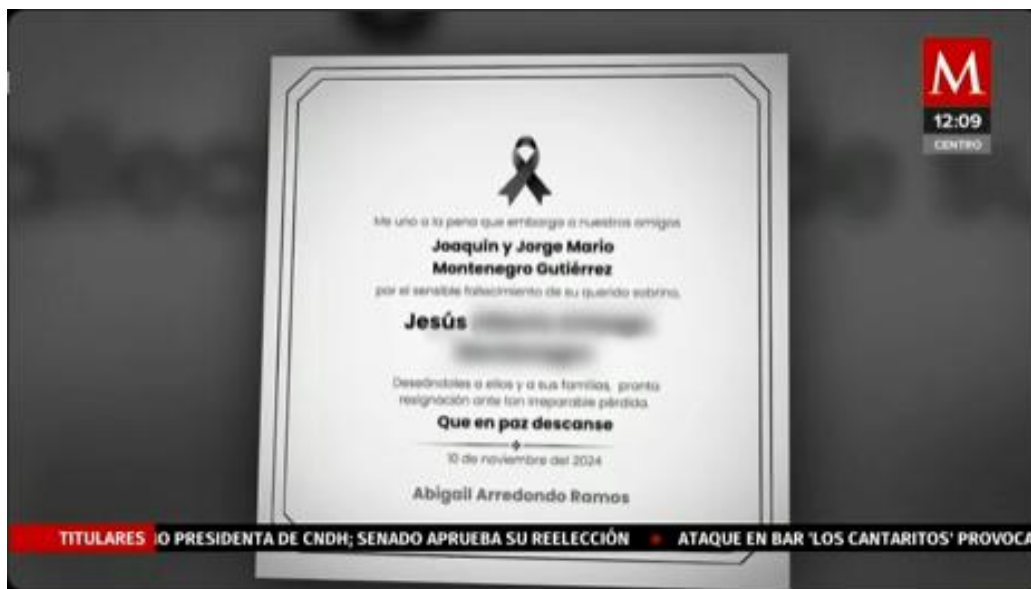 M
12:09
CENTRO
Me uno a la pena que embarga a nuestros amigos
Joaquín y Jorge Mario
Montenegro Gutiérrez
por el sensible fallecimiento de su querido sobrino,
Jesús
Deseándoles a ellos y a sus familias, pronta
resignación ante tan irreparable pérdida.
Que en paz descanse
10 de noviembre del 2024
Abigail Arredondo Ramos
TITULARES IO PRESIDENTA DE CNDH; SENADO APRUEBA SU REELECCIÓN • ATAQUE EN BAR 'LOS CANTARITOS' PROVOCA